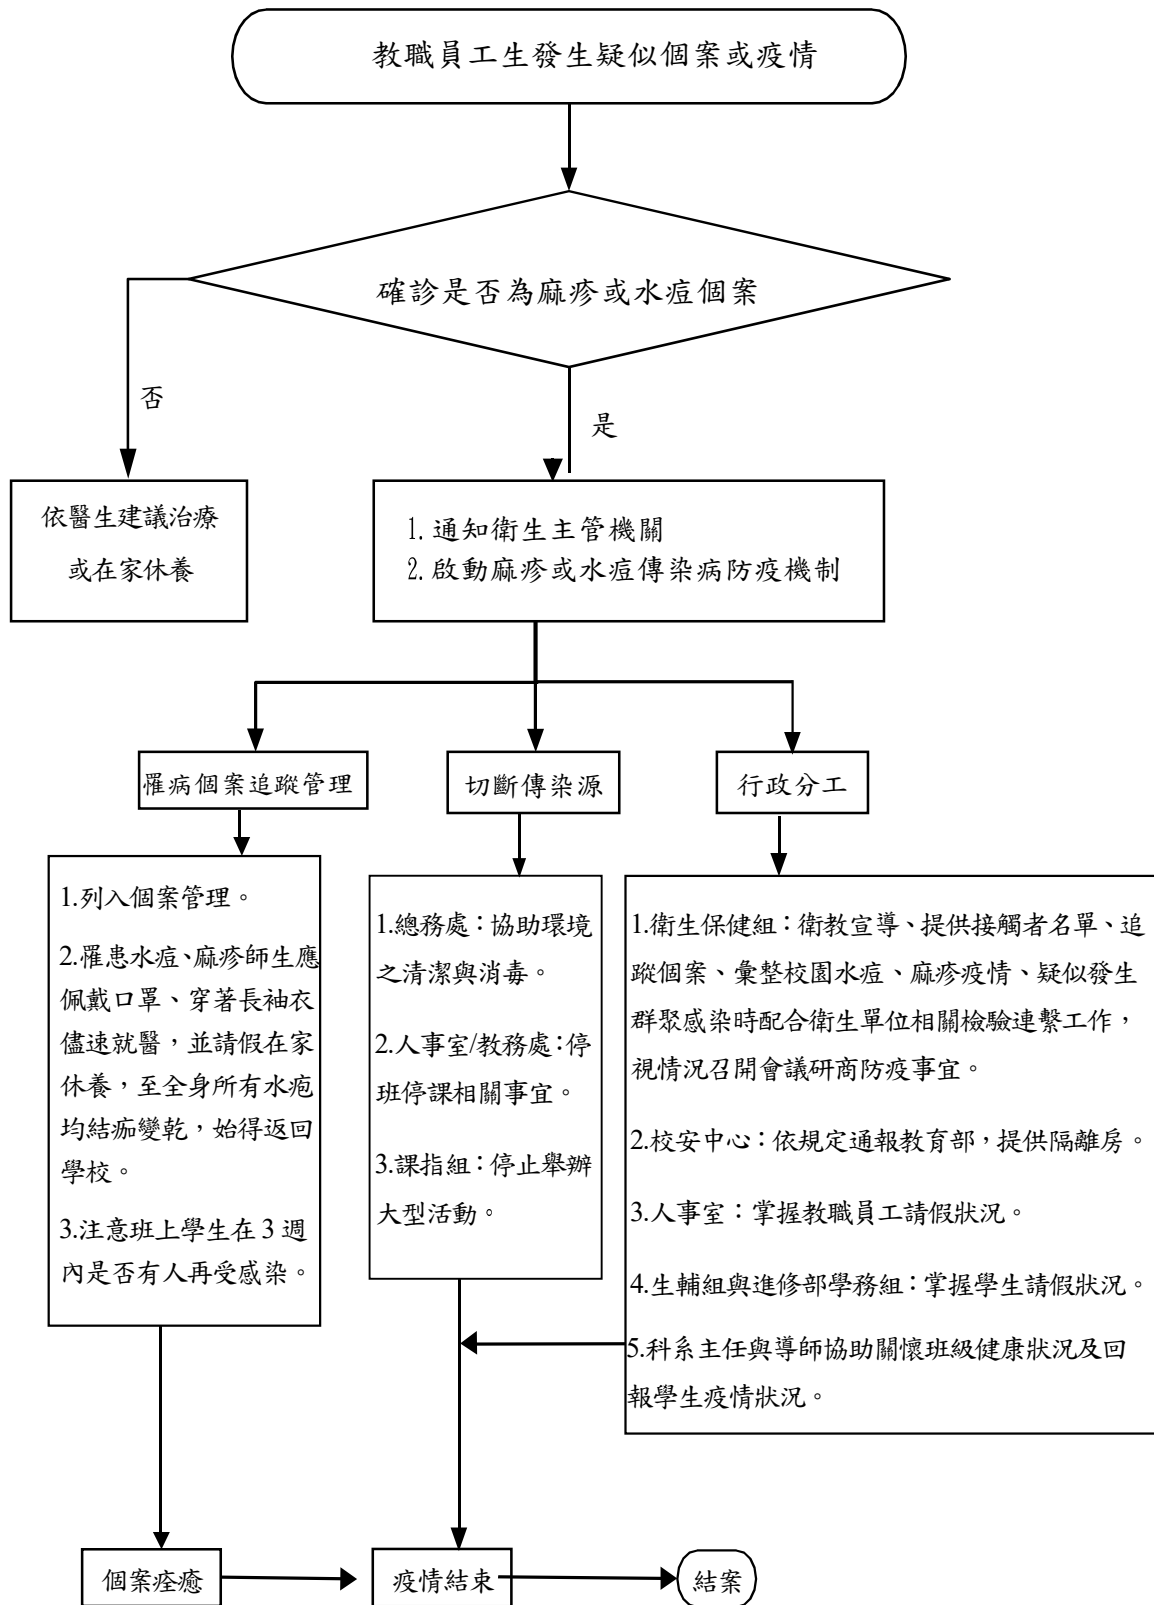 教職員工生發生疑似個案或疫情
確診是否為麻疹或水痘個案
否
是
依醫生建議治療
或在家休養
1. 通知衛生主管機關
2. 啟動麻疹或水痘傳染病防疫機制
罹病個案追蹤管理
切斷傳染源
行政分工
1.列入個案管理。
2.罹患水痘、麻疹師生應
佩戴口罩、穿著長袖衣
儘速就醫，並請假在家
休養，至全身所有水疱
均結痂變乾，始得返回
學校。
3.注意班上學生在 3 週
內是否有人再受感染。
1.總務處：協助環境
之清潔與消毒。
2.人事室/教務處：停
班停課相關事宜。
3.課指組：停止舉辦
大型活動。
1.衛生保健組：衛教宣導、提供接觸者名單、追
蹤個案、彙整校園水痘、麻疹疫情、疑似發生
群聚感染時配合衛生單位相關檢驗連繫工作，
視情況召開會議研商防疫事宜。
2.校安中心：依規定通報教育部，提供隔離房。
3.人事室：掌握教職員工請假狀況。
4.生輔組與進修部學務組：掌握學生請假狀況。
5.科系主任與導師協助關懷班級健康狀況及回
報學生疫情狀況。
個案痊癒
疫情結束
結案